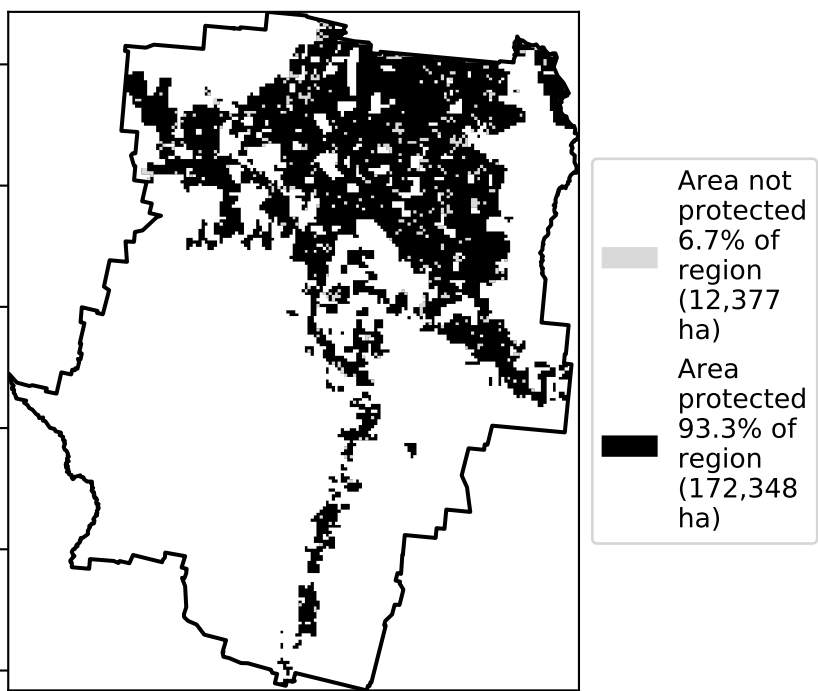 Area not
protected
6.7% of
region
(12,377
ha)
Area
protected
93.3% of
region
(172,348
ha)